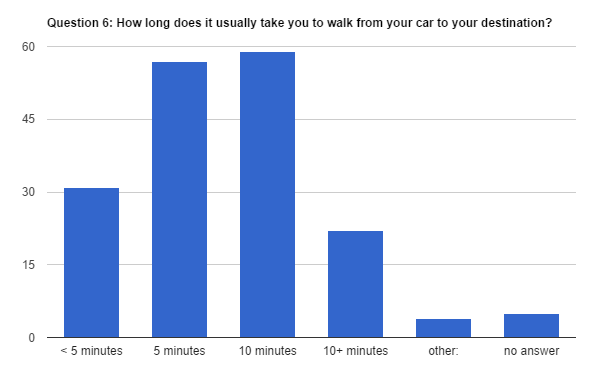 Question 6: How long does it usually take you to walk from your car to your destination?
60
45
30
15
0
< 5 minutes 5 minutes 10 minutes 10+ minutes other: no answer